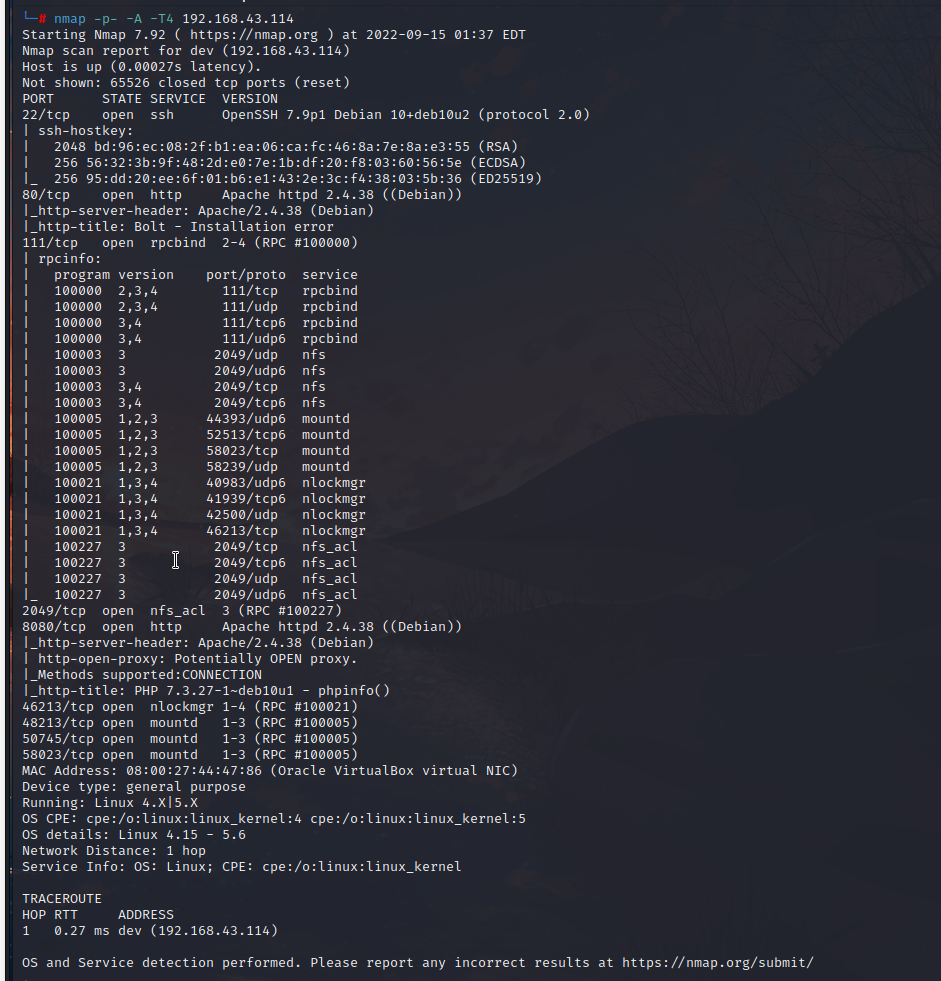 └─# nmap -p- -A -T4 192.168.43.114
Starting Nmap 7.92 ( https://nmap.org ) at 2022-09-15 01:37 EDT
Nmap scan report for dev (192.168.43.114)
Host is up (0.00027s latency).
Not shown: 65526 closed tcp ports (reset)
PORT      STATE SERVICE  VERSION
22/tcp    open  ssh      OpenSSH 7.9p1 Debian 10+deb10u2 (protocol 2.0)
| ssh-hostkey:
|   2048 bd:96:ec:08:2f:b1:ea:06:ca:fc:46:8a:7e:8a:e3:55 (RSA)
|   256 56:32:3b:9f:48:2d:e0:7e:1b:df:20:f8:03:60:56:5e (ECDSA)
|_  256 95:dd:20:ee:6f:01:b6:e1:43:2e:3c:f4:38:03:5b:36 (ED25519)
80/tcp    open  http     Apache httpd 2.4.38 ((Debian))
|_http-server-header: Apache/2.4.38 (Debian)
|_http-title: Bolt - Installation error
111/tcp   open  rpcbind  2-4 (RPC #100000)
| rpcinfo:
|   program version    port/proto  service
|   100000  2,3,4        111/tcp   rpcbind
|   100000  2,3,4        111/udp   rpcbind
|   100000  3,4          111/tcp6  rpcbind
|   100000  3,4          111/udp6  rpcbind
|   100003  3           2049/udp   nfs
|   100003  3           2049/udp6  nfs
|   100003  3,4         2049/tcp   nfs
|   100003  3,4         2049/tcp6  nfs
|   100005  1,2,3      44393/udp6  mountd
|   100005  1,2,3      52513/tcp6  mountd
|   100005  1,2,3      58023/tcp   mountd
|   100005  1,2,3      58239/udp   mountd
|   100021  1,3,4      40983/udp6  nlockmgr
|   100021  1,3,4      41939/tcp6  nlockmgr
|   100021  1,3,4      42500/udp   nlockmgr
|   100021  1,3,4      46213/tcp   nlockmgr
|   100227  3           2049/tcp   nfs_acl
|   100227  3           2049/tcp6  nfs_acl
|   100227  3           2049/udp   nfs_acl
|_  100227  3           2049/udp6  nfs_acl
2049/tcp  open  nfs_acl  3 (RPC #100227)
8080/tcp  open  http     Apache httpd 2.4.38 ((Debian))
|_http-server-header: Apache/2.4.38 (Debian)
| http-open-proxy: Potentially OPEN proxy.
|_Methods supported:CONNECTION
|_http-title: PHP 7.3.27-1~deb10u1 - phpinfo()
46213/tcp open  nlockmgr 1-4 (RPC #100021)
48213/tcp open  mountd   1-3 (RPC #100005)
50745/tcp open  mountd   1-3 (RPC #100005)
58023/tcp open  mountd   1-3 (RPC #100005)
MAC Address: 08:00:27:44:47:86 (Oracle VirtualBox virtual NIC)
Device type: general purpose
Running: Linux 4.X|5.X
OS CPE: cpe:/o:linux:linux_kernel:4 cpe:/o:linux:linux_kernel:5
OS details: Linux 4.15 - 5.6
Network Distance: 1 hop
Service Info: OS: Linux; CPE: cpe:/o:linux:linux_kernel
TRACEROUTE
HOP RTT     ADDRESS
1   0.27 ms dev (192.168.43.114)
OS and Service detection performed. Please report any incorrect results at https://nmap.org/submit/